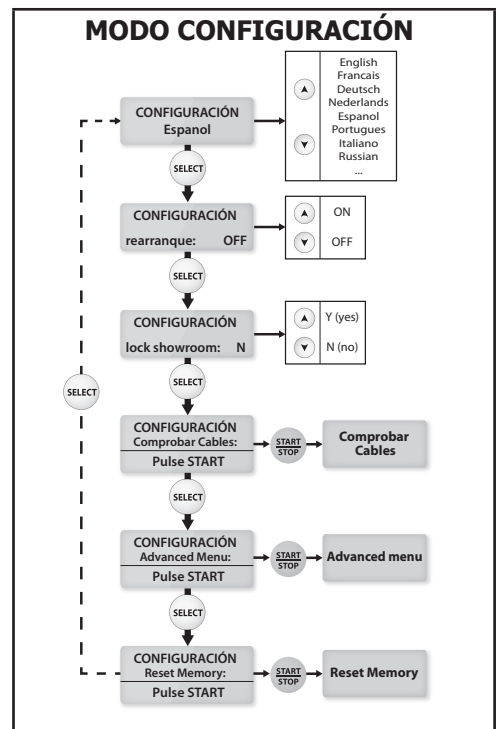 MODO CONFIGURACIÓN
CONFIGURACIÓN
Espanol
English
Francais
Deutsch
Nederlands
Espanol
Portugues
Italiano
Russian
...
SELECT
CONFIGURACIÓN
rearranque: OFF
ON
OFF
SELECT
CONFIGURACIÓN
lock showroom: N
Y (yes)
N (no)
SELECT
SELECT
CONFIGURACIÓN
Comprobar Cables:
Pulse START
START
STOP
Comprobar
Cables
SELECT
CONFIGURACIÓN
Advanced Menu:
Pulse START
START
STOP
Advanced menu
SELECT
CONFIGURACIÓN
Reset Memory:
Pulse START
START
STOP
Reset Memory